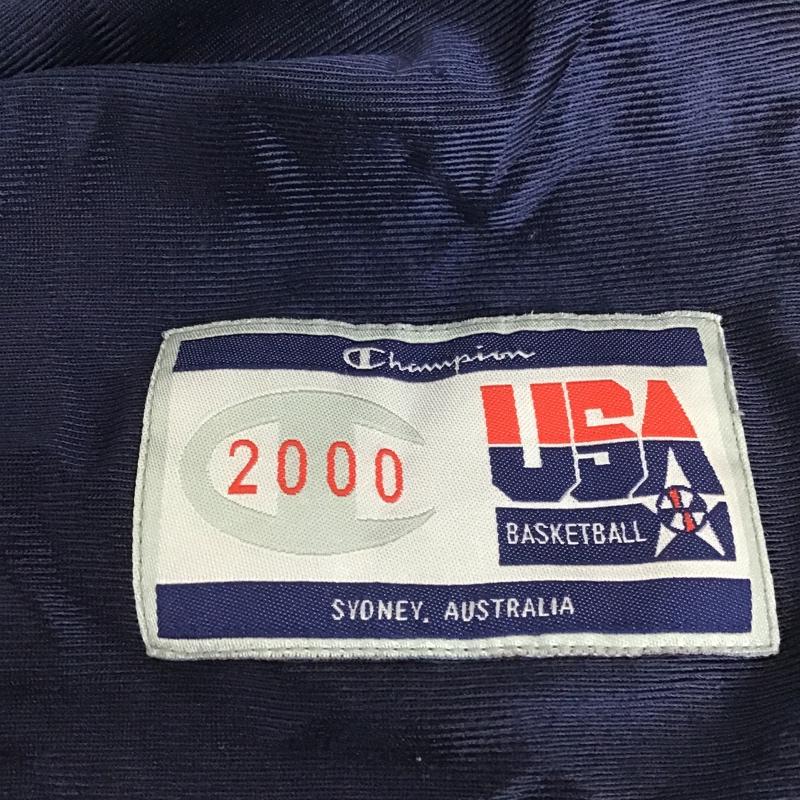 Champion
2000
USA
BASKETBALL
SYDNEY, AUSTRALIA